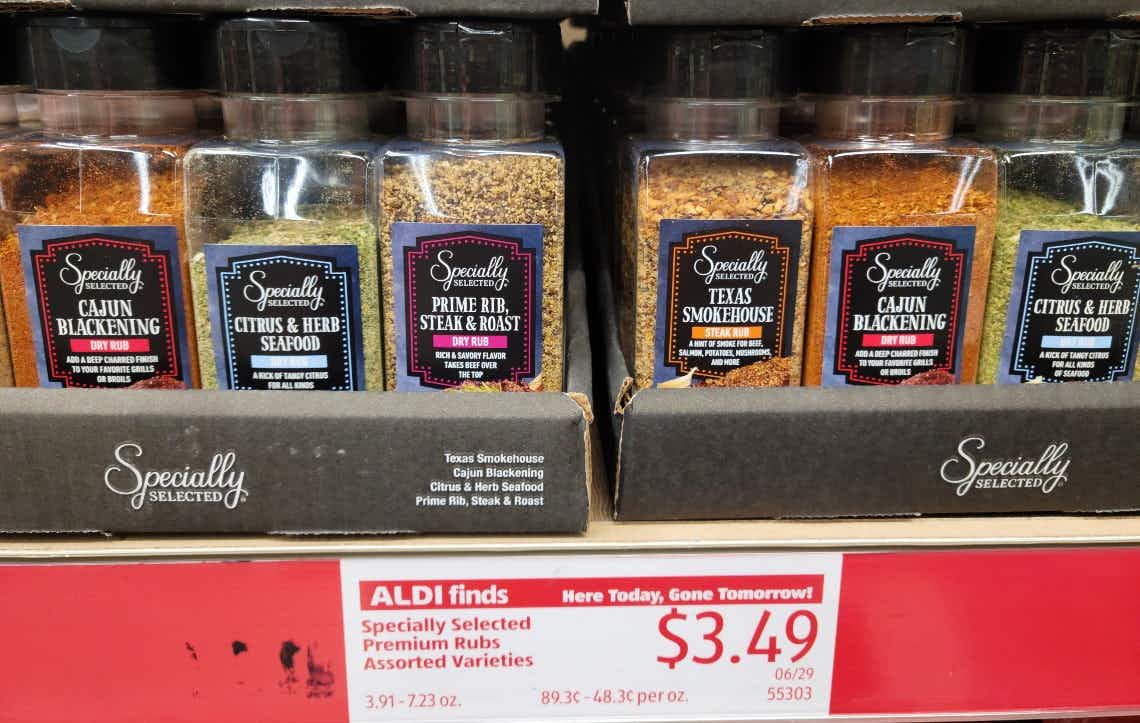 Specially
SELECTED
CAJUN
BLACKENING
DRY RUB
ADD A DEEP CHARRED FINISH
TO YOUR FAVORITE GRILLS
OR BROILS
Specially
SELECTED
CITRUS & HERB
SEAFOOD
DRY RUB
A KICK OF TANGY CITRUS
FOR ALL KINDS
Specially
SELECTED
PRIME RIB,
STEAK & ROAST
DRY RUB
RICH & SAVORY FLAVOR
TAKES BEEF OVER
THE TOP
Specially
SELECTED
TEXAS
SMOKEHOUSE
STEAK RUB
A HINT OF SMOKE FOR BEEF,
SALMON, POTATOES, MUSHROOMS,
AND MORE
Specially
SELECTED
CAJUN
BLACKENING
DRY RUB
ADD A DEEP CHARRED FINISH
TO YOUR FAVORITE GRILLS
OR BROILS
Specially
SELECTED
CITRUS & HERB
SEAFOOD
DRY RUB
A KICK OF TANGY CITRUS
FOR ALL KINDS
OF SEAFOOD
Specially
SELECTED
Texas Smokehouse
Cajun Blackening
Citrus & Herb Seafood
Prime Rib, Steak & Roast
Specially
SELECTED
ALDI finds Here Today, Gone Tomorrow!
Specially Selected
Premium Rubs
Assorted Varieties
$3.49
06/29
3.91 - 7.23 oz. 89.3¢ - 48.3¢ per oz. 55303